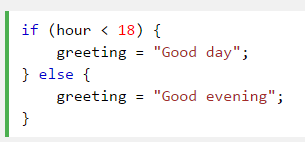 if (hour < 18) {
    greeting = "Good day";
} else {
    greeting = "Good evening";
}